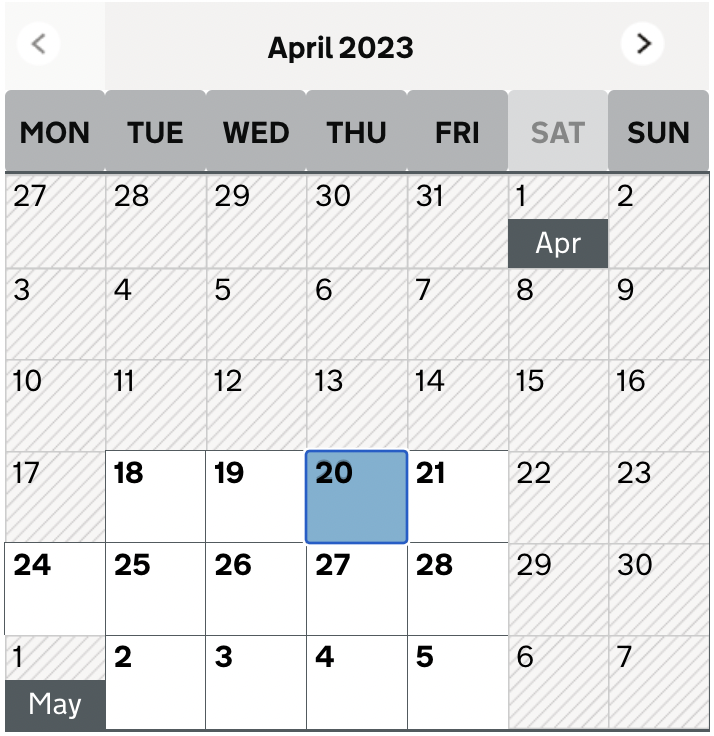 April 2023
MON TUE WED THU FRI SAT SUN
27 28 29 30 31 1 2
Apr
3 4 5 6 7 8 9
10 11 12 13 14 15 16
17 18 19 20 21 22 23
24 25 26 27 28 29 30
1 2 3 4 5 6 7
May